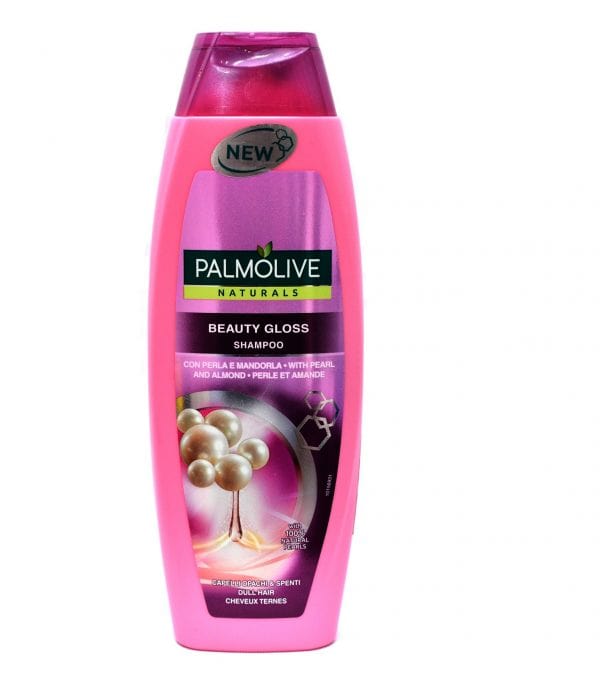 NEW
PALMOLIVE
NATURALS
BEAUTY GLOSS
SHAMPOO
CON PERLA E MANDORLA • WITH PEARL
AND ALMOND • PERLE ET AMANDE
with
100%
NATURAL
PEARLS
CAPELLI OPACHI & SPENTI
DULL HAIR
CHEVEUX TERNES